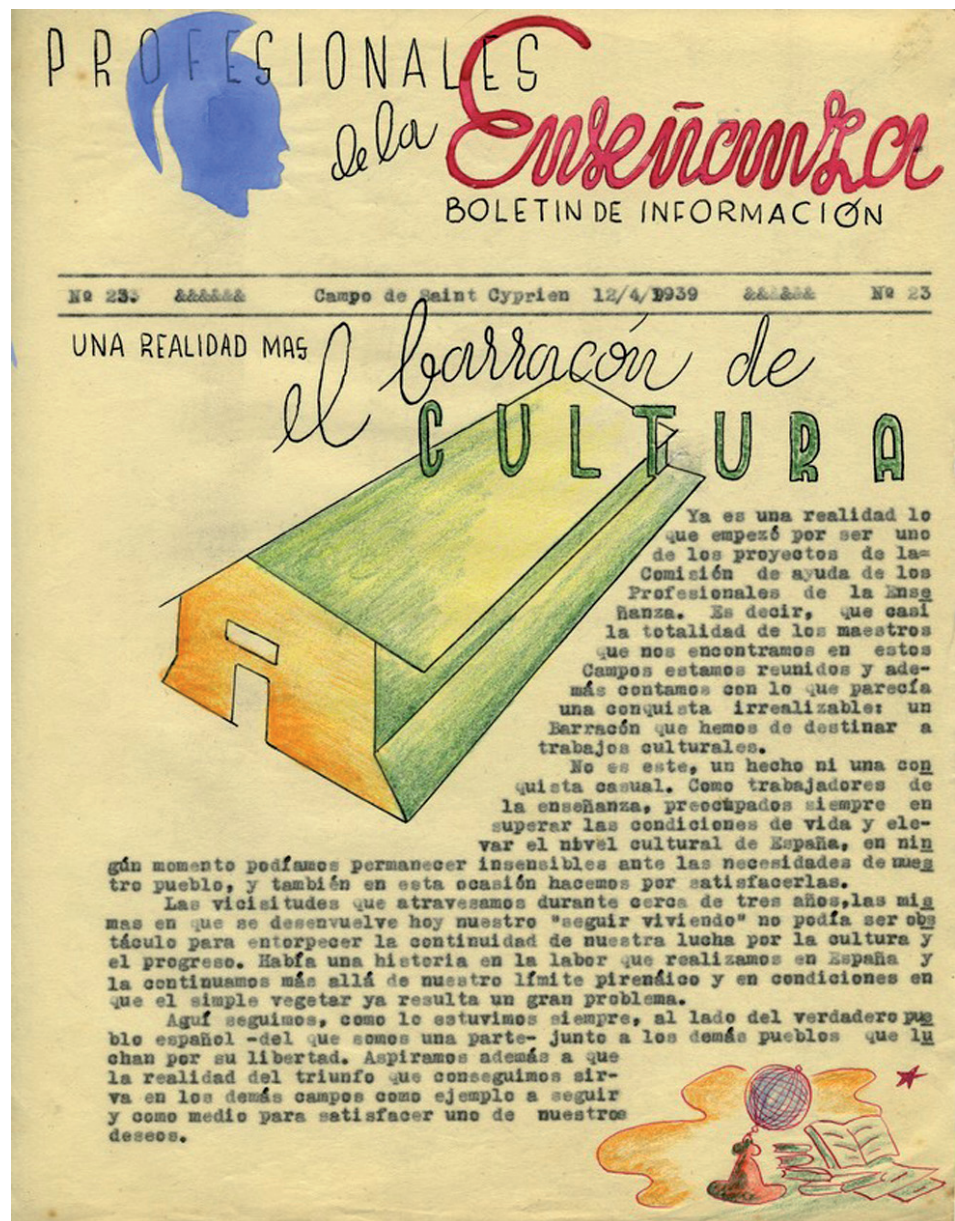 PROFESIONALES
de la Enseñanza
BOLETIN DE INFORMACIÓN
Nº 23. &&&&&& Campo de Saint Cyprien 12/4/1939 &&&&&& Nº 23
UNA REALIDAD MAS
el barracón de
CULTURA
Ya es una realidad lo
que empezó por ser uno
de los proyectos de la=
Comisión de ayuda de los
Profesionales de la Ense
ñanza. Es decir, que casi
la totalidad de los maestros
que nos encontramos en estos
Campos estamos reunidos y ade-
más contamos con lo que parecía
una conquista irrealizable: un
Barracón que hemos de destinar a
trabajos culturales.
No es este, un hecho ni una con
quista casual. Como trabajadores de
la enseñanza, preocupados siempre en
superar las condiciones de vida y ele-
var el nivel cultural de España, en nin
gún momento podíamos permanecer insensibles ante las necesidades de nues
tro pueblo, y también en esta ocasión hacemos por satisfacerlas.
Las vicisitudes que atravesamos durante cerca de tres años,las mis
mas en que se desenvuelve hoy nuestro "seguir viviendo" no podía ser obs
táculo para entorpecer la continuidad de nuestra lucha por la cultura y
el progreso. Había una historia en la labor que realizamos en España y
la continuamos más allá de nuestro límite pirenáico y en condiciones en
que el simple vegetar ya resulta un gran problema.
Aquí seguimos, como lo estuvimos siempre, al lado del verdadero pue
blo español -del que somos una parte- junto a los demás pueblos que lu
chan por su libertad. Aspiramos además a que
la realidad del triunfo que conseguimos sir-
va en los demás campos como ejemplo a seguir
y como medio para satisfacer uno de nuestros
deseos.